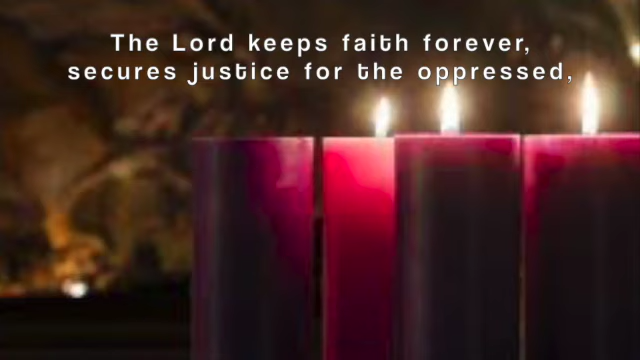 The Lord keeps faith forever,
secures justice for the oppressed,